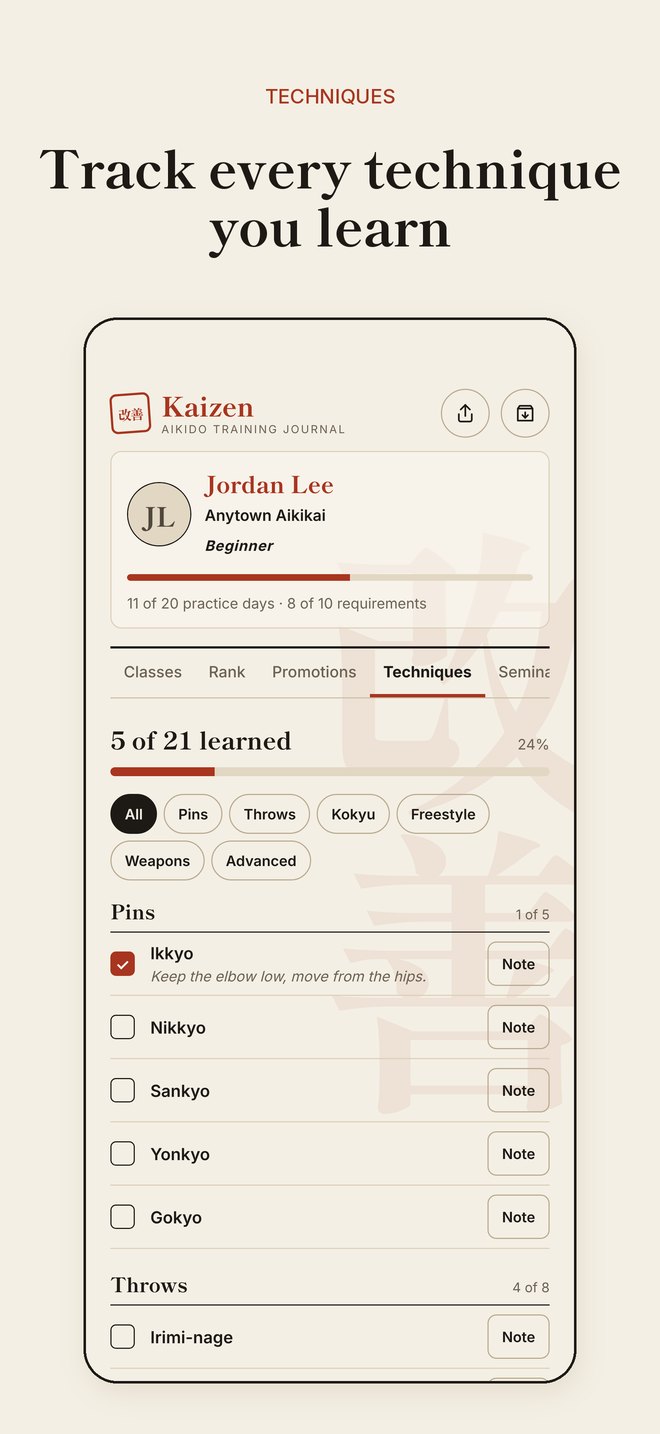 TECHNIQUES
Track every technique
you learn
改善
Kaizen
AIKIDO TRAINING JOURNAL
Jordan Lee
JL
Anytown Aikikai
Beginner
11 of 20 practice days · 8 of 10 requirements
Classes Rank Promotions Techniques Semina
5 of 21 learned 24%
All Pins Throws Kokyu Freestyle
Weapons Advanced
Pins 1 of 5
Ikkyo Note
Keep the elbow low, move from the hips.
Nikkyo Note
Sankyo Note
Yonkyo Note
Gokyo Note
Throws 4 of 8
Irimi-nage Note
改
善